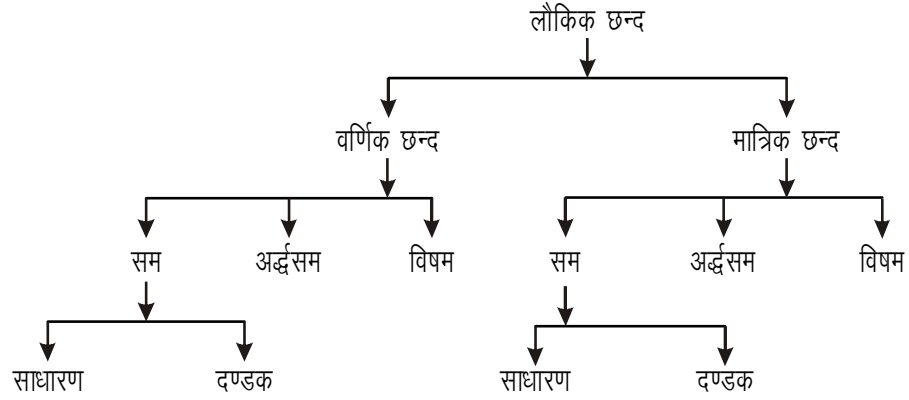 लौकिक छन्द
वर्णिक छन्द मात्रिक छन्द
सम अर्द्धसम विषम सम अर्द्धसम विषम
साधारण दण्डक साधारण दण्डक